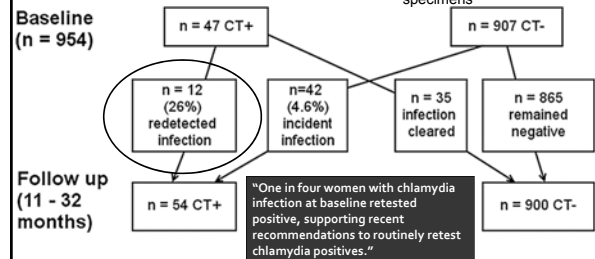 specimens
Baseline
(n = 954)
n = 47 CT+
n = 907 CT-
n = 12
(26%)
redetected
infection
n=42
(4.6%)
incident
infection
n = 35
infection
cleared
n = 865
remained
negative
Follow up
(11 - 32
months)
n = 54 CT+
"One in four women with chlamydia
infection at baseline retested
positive, supporting recent
recommendations to routinely retest
chlamydia positives."
n = 900 CT-